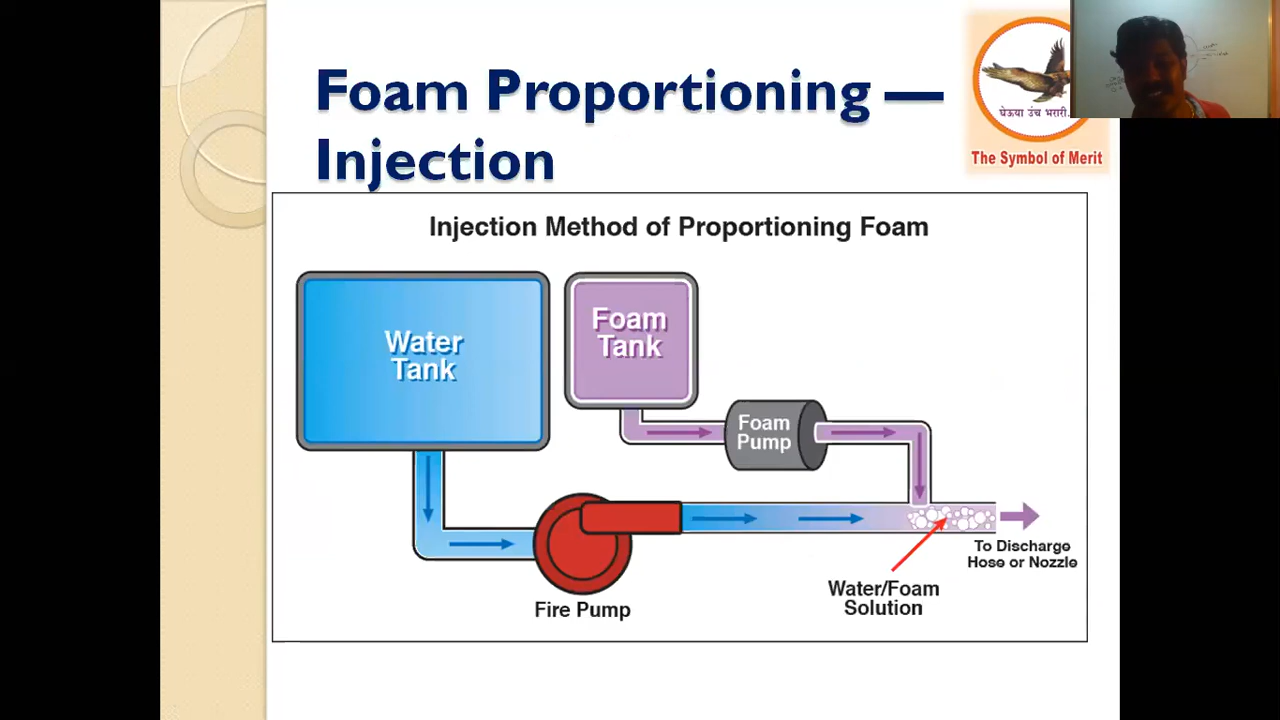 Foam Proportioning —
Injection
घेऊया उंच भरारी.
The Symbol of Merit
Injection Method of Proportioning Foam
Water
Tank
Foam
Tank
Foam
Pump
Fire Pump
Water/Foam
Solution
To Discharge
Hose or Nozzle